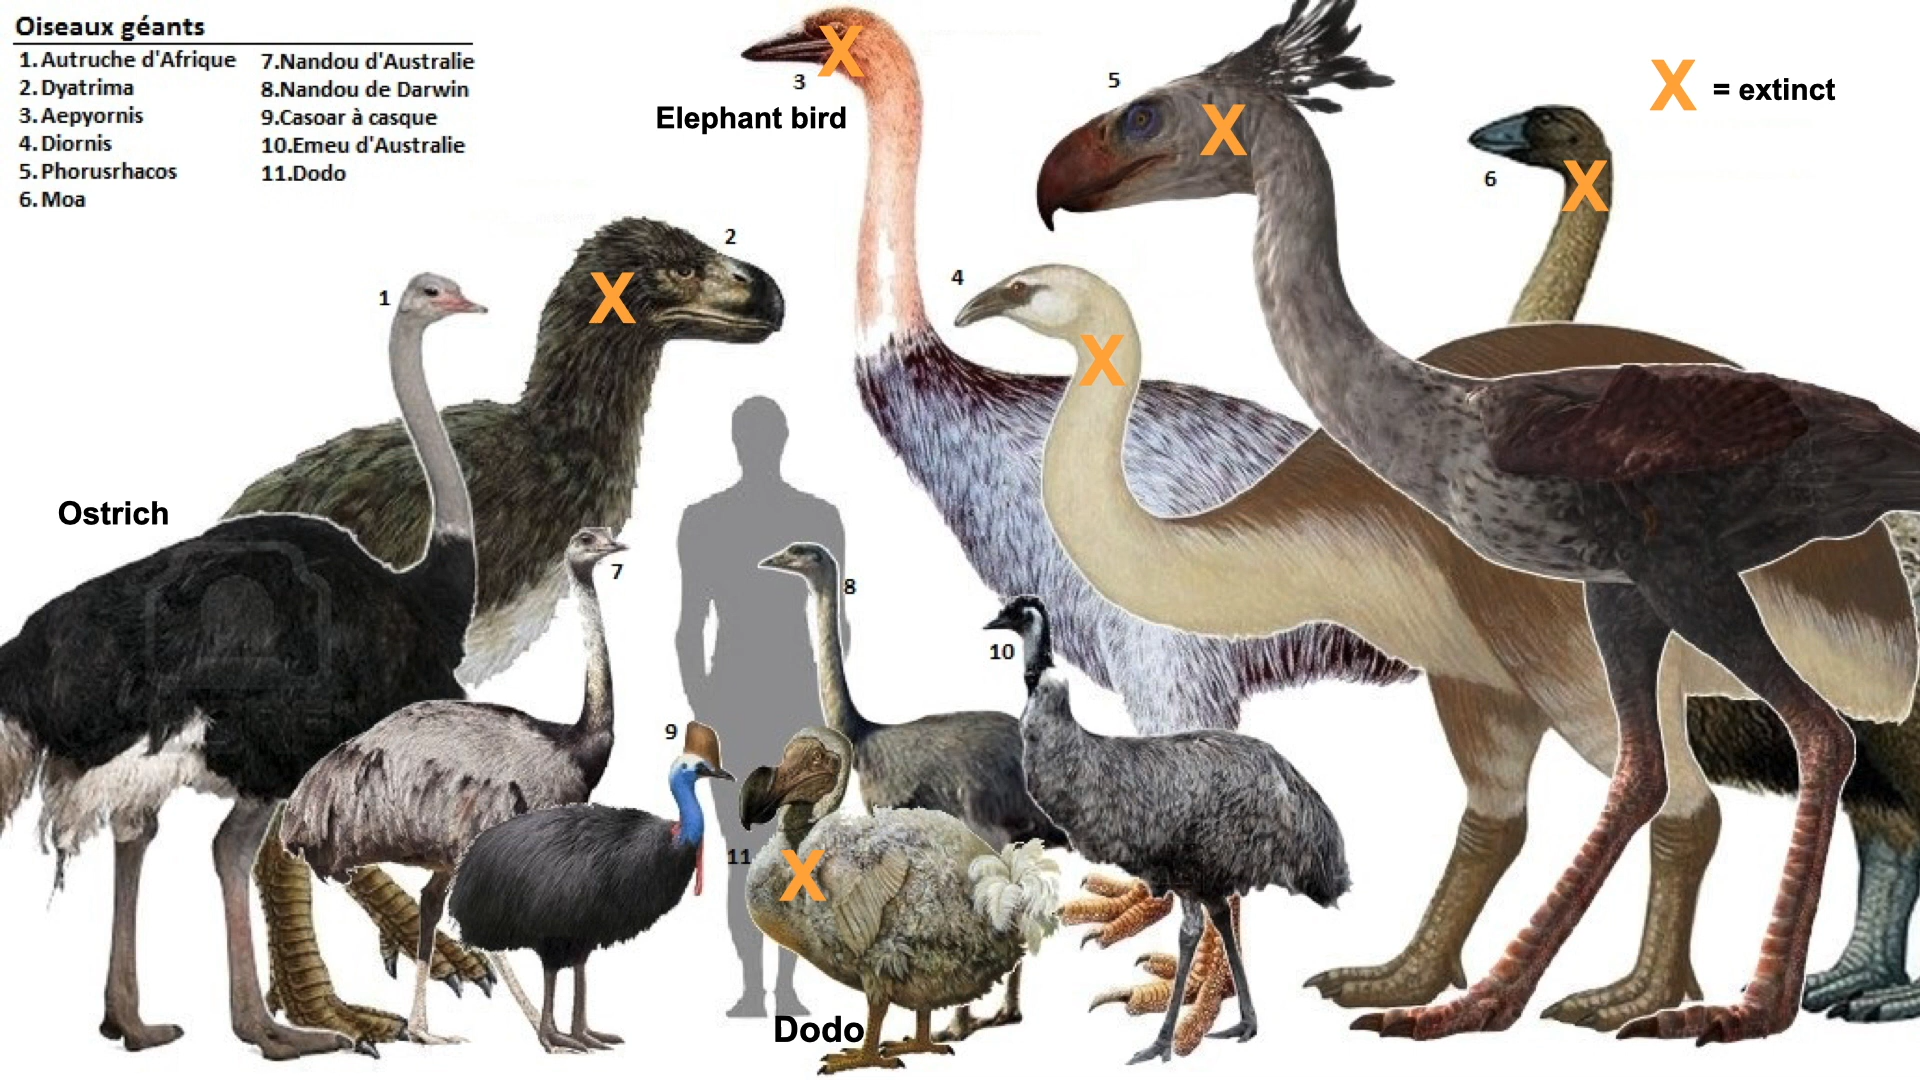 Oiseaux géants
1. Autruche d'Afrique
2. Dyatrima
3. Aepyornis
4. Diornis
5. Phorusrhacos
6. Moa
7.Nandou d'Australie
8.Nandou de Darwin
9.Casoar à casque
10.Emeu d'Australie
11.Dodo
X = extinct
X
3
Elephant bird
5
X
X
6
2
X
1
4
X
Ostrich
7
8
10
9
11
X
Dodo